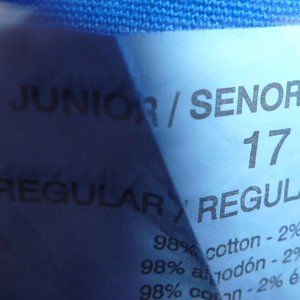 JUNIOR / SENOR
17
REGULAR / REGULA
98% cotton - 2%
98% algodón - 2%
98% coton - 2% é